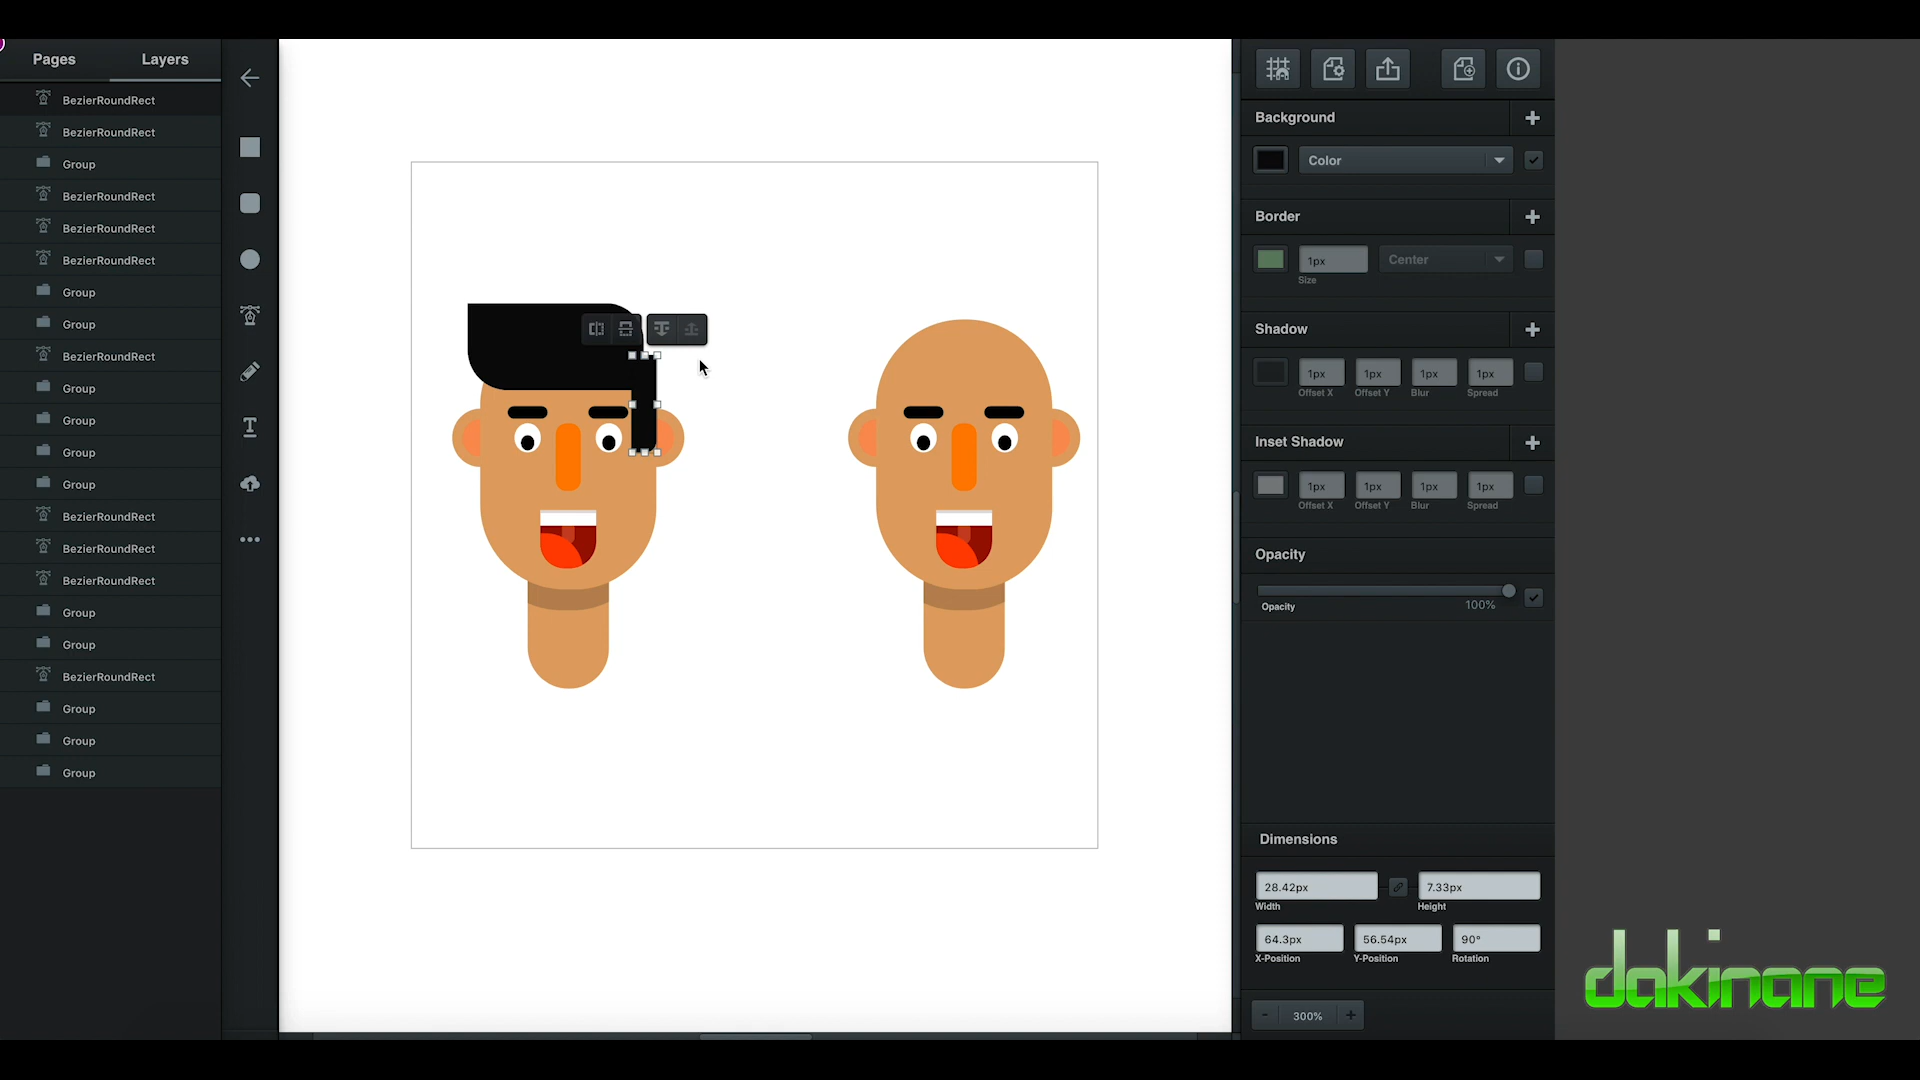 Pages
Layers
BezierRoundRect
BezierRoundRect
Group
BezierRoundRect
BezierRoundRect
BezierRoundRect
Group
Group
BezierRoundRect
Group
Group
Group
Group
BezierRoundRect
BezierRoundRect
BezierRoundRect
Group
Group
BezierRoundRect
Group
Group
Group
T
Background
Color
Border
1px
Center
Size
Shadow
1px 1px 1px 1px
Offset X Offset Y Blur Spread
Inset Shadow
1px 1px 1px 1px
Offset X Offset Y Blur Spread
Opacity
Opacity 100%
Dimensions
28.42px 7.33px
Width Height
64.3px 56.54px 90°
X-Position Y-Position Rotation
- 300% +
dakinane